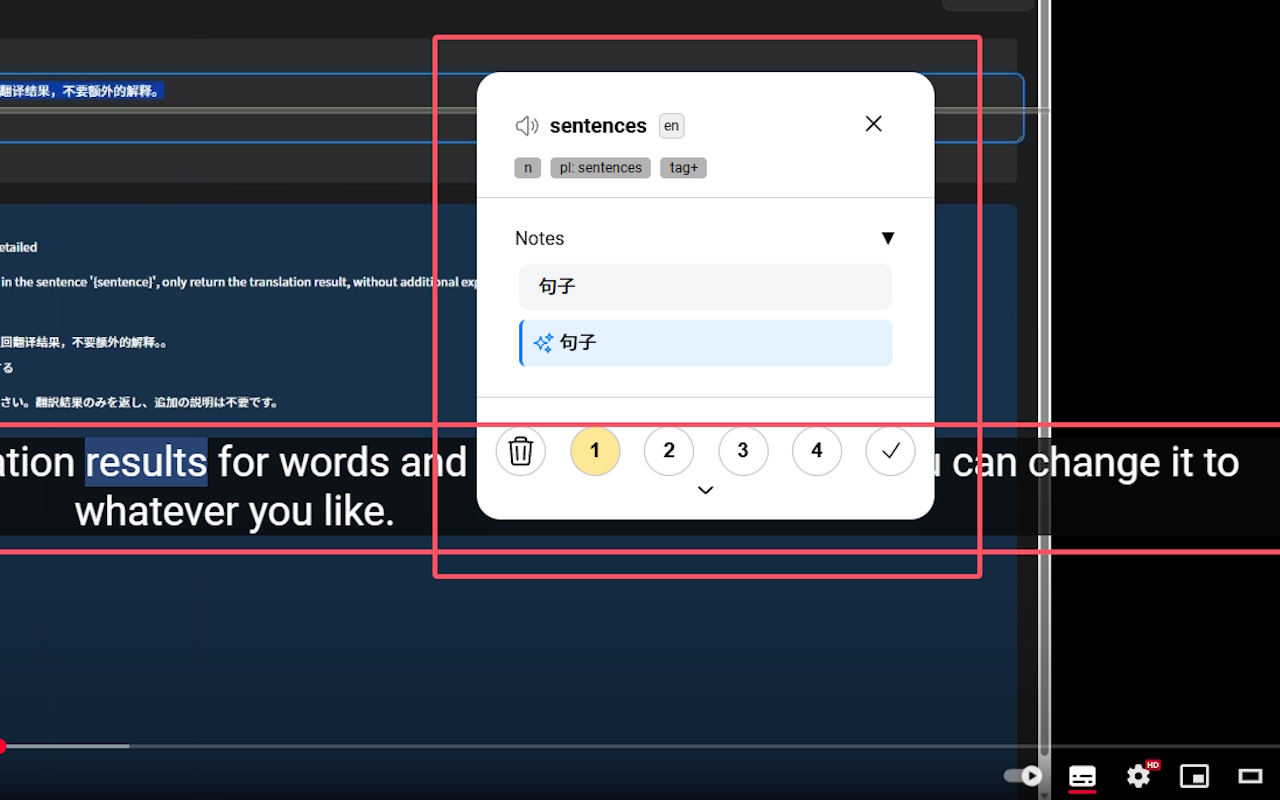 翻译结果，不要额外的解释。
sentences en
n pl: sentences tag+
Notes
句子
句子
etailed
in the sentence '{sentence}', only return the translation result, without additional
回翻译结果，不要额外的解释。。
する
さい。翻訳結果のみを返し、追加の説明は不要です。
1 2 3 4
results for words and can change it to
whatever you like.
HD